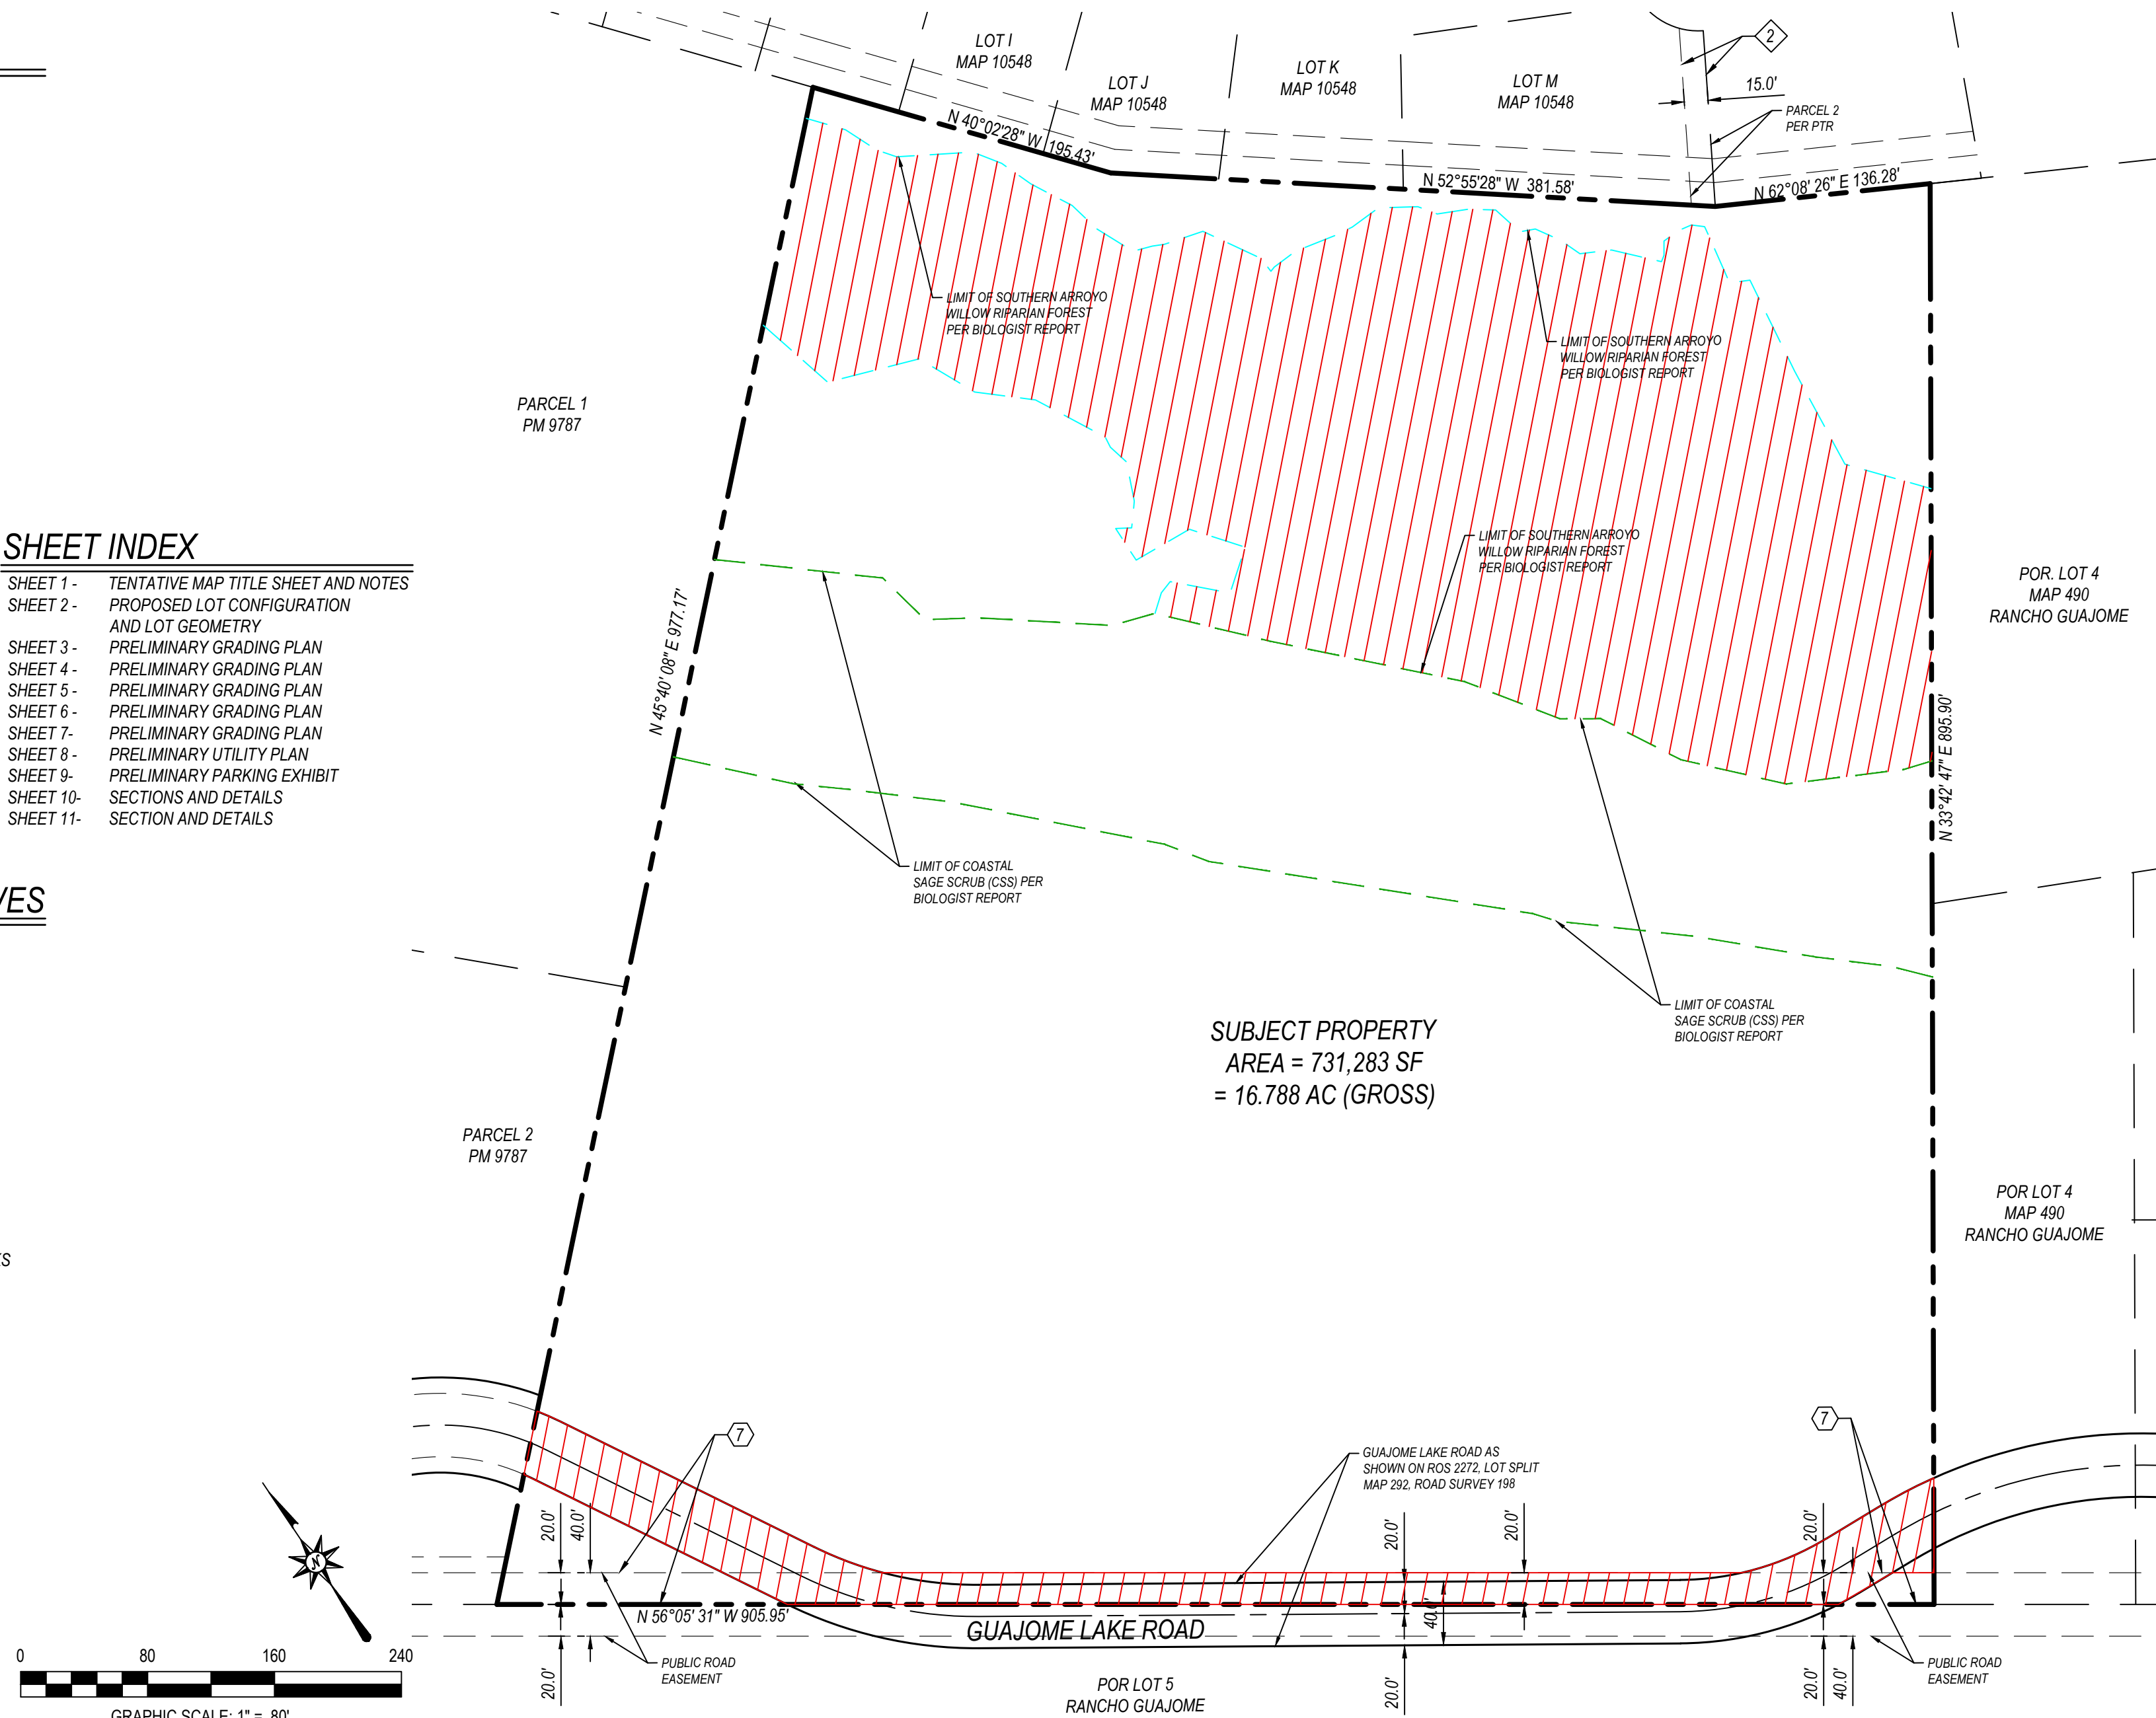 LOT I
MAP 10548
LOT J
MAP 10548
LOT K
MAP 10548
LOT M
MAP 10548
2
15.0'
PARCEL 2
PER PTR
N 40°02'28" W 195.43'
N 52°55'28" W 381.58'
N 62°08' 26" E 136.28'
LIMIT OF SOUTHERN ARROYO
WILLOW RIPARIAN FOREST
PER BIOLOGIST REPORT
LIMIT OF SOUTHERN ARROYO
WILLOW RIPARIAN FOREST
PER BIOLOGIST REPORT
PARCEL 1
PM 9787
SHEET INDEX
SHEET 1 - TENTATIVE MAP TITLE SHEET AND NOTES
SHEET 2 - PROPOSED LOT CONFIGURATION
AND LOT GEOMETRY
SHEET 3 - PRELIMINARY GRADING PLAN
SHEET 4 - PRELIMINARY GRADING PLAN
SHEET 5 - PRELIMINARY GRADING PLAN
SHEET 6 - PRELIMINARY GRADING PLAN
SHEET 7- PRELIMINARY GRADING PLAN
SHEET 8 - PRELIMINARY UTILITY PLAN
SHEET 9- PRELIMINARY PARKING EXHIBIT
SHEET 10- SECTIONS AND DETAILS
SHEET 11- SECTION AND DETAILS
LIMIT OF SOUTHERN ARROYO
WILLOW RIPARIAN FOREST
PER BIOLOGIST REPORT
POR. LOT 4
MAP 490
RANCHO GUAJOME
N 45°40' 08" E 977.17'
N 33°42' 47" E 895.90'
LIMIT OF COASTAL
SAGE SCRUB (CSS) PER
BIOLOGIST REPORT
VES
LIMIT OF COASTAL
SAGE SCRUB (CSS) PER
BIOLOGIST REPORT
SUBJECT PROPERTY
AREA = 731,283 SF
= 16.788 AC (GROSS)
PARCEL 2
PM 9787
POR LOT 4
MAP 490
RANCHO GUAJOME
S
7
7
GUAJOME LAKE ROAD AS
SHOWN ON ROS 2272, LOT SPLIT
MAP 292, ROAD SURVEY 198
20.0'
40.0'
20.0'
20.0'
20.0'
N
40.0'
N 56°05' 31" W 905.95'
GUAJOME LAKE ROAD
PUBLIC ROAD
EASEMENT
PUBLIC ROAD
EASEMENT
20.0'
20.0'
20.0'
40.0'
POR LOT 5
RANCHO GUAJOME
0 80 160 240
GRAPHIC SCALE: 1" = 80'